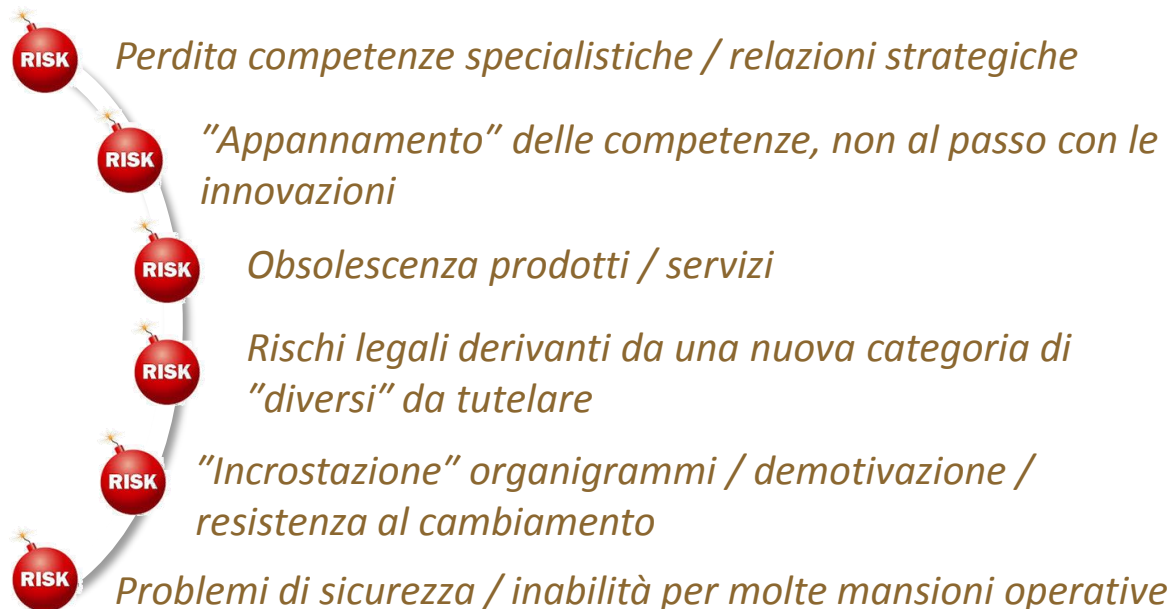 RISK
Perdita competenze specialistiche / relazioni strategiche
RISK
"Appannamento" delle competenze, non al passo con le
innovazioni
RISK
Obsolescenza prodotti / servizi
RISK
Rischi legali derivanti da una nuova categoria di
"diversi" da tutelare
RISK
"Incrostazione" organigrammi / demotivazione /
resistenza al cambiamento
RISK
Problemi di sicurezza / inabilità per molte mansioni operative